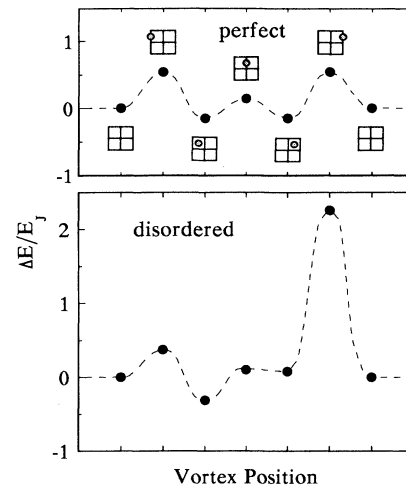 perfect
1
0
-1
ΔE/E_J
disordered
2
1
0
-1
Vortex Position